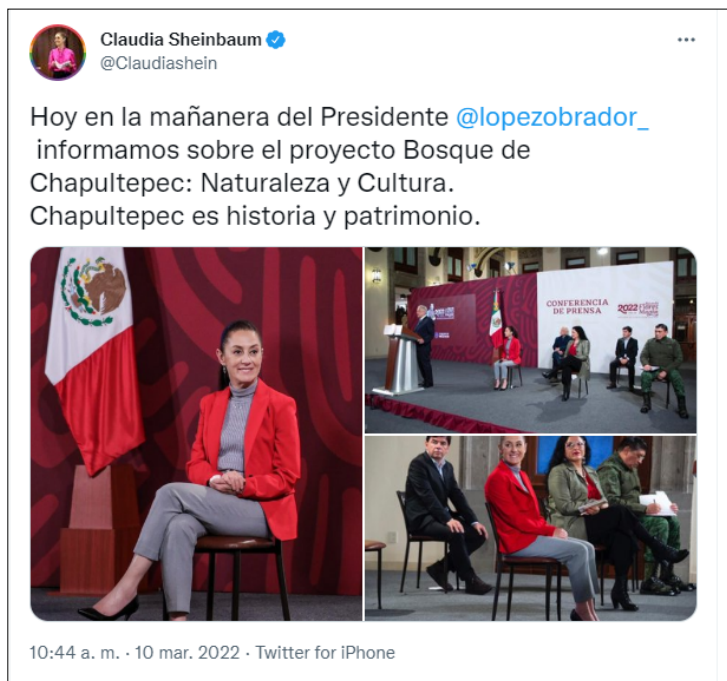 Claudia Sheinbaum
@Claudiashein
Hoy en la mañanera del Presidente @lopezobrador_
informamos sobre el proyecto Bosque de
Chapultepec: Naturaleza y Cultura.
Chapultepec es historia y patrimonio.
CONFERENCIA
DE PRENSA
2022
10:44 a. m. · 10 mar. 2022 · Twitter for iPhone